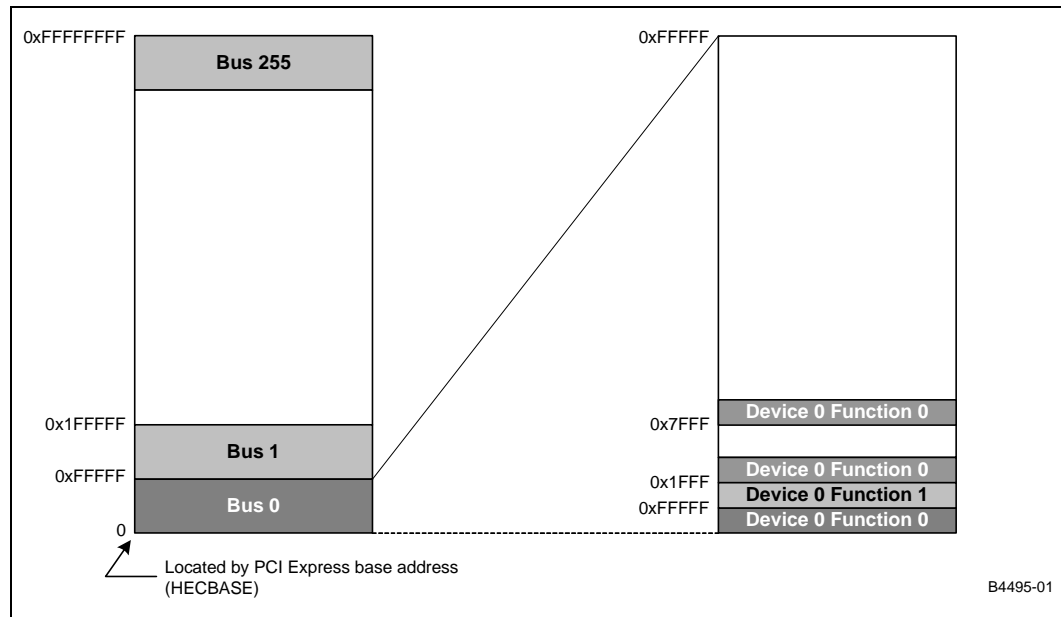 0xFFFFFFFF
Bus 255
0x1FFFFF
Bus 1
0xFFFFF
Bus 0
0
Located by PCI Express base address
(HECBASE)
0xFFFFF
Device 0 Function 0
0x7FFF
Device 0 Function 0
0x1FFF
Device 0 Function 1
0xFFFFF
Device 0 Function 0
B4495-01